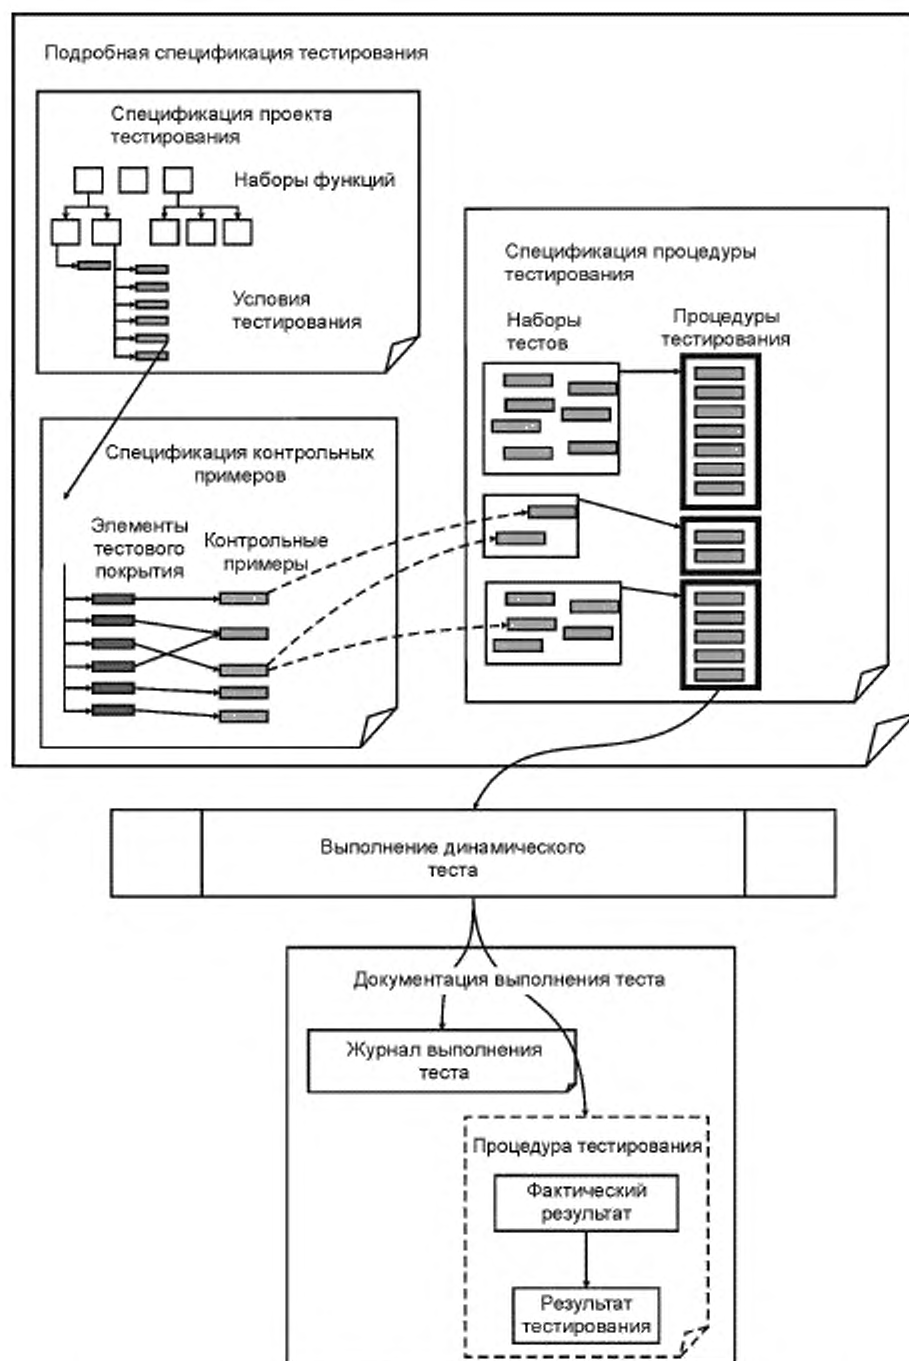 Подробная спецификация тестирования
Спецификация проекта
тестирования
Наборы функций
Условия
тестирования
Спецификация процедуры
тестирования
Наборы
тестов
Процедуры
тестирования
Спецификация контрольных
примеров
Элементы
тестового
покрытия
Контрольные
примеры
Выполнение динамического
теста
Документация выполнения теста
Журнал выполнения
теста
Процедура тестирования
Фактический
результат
Результат
тестирования